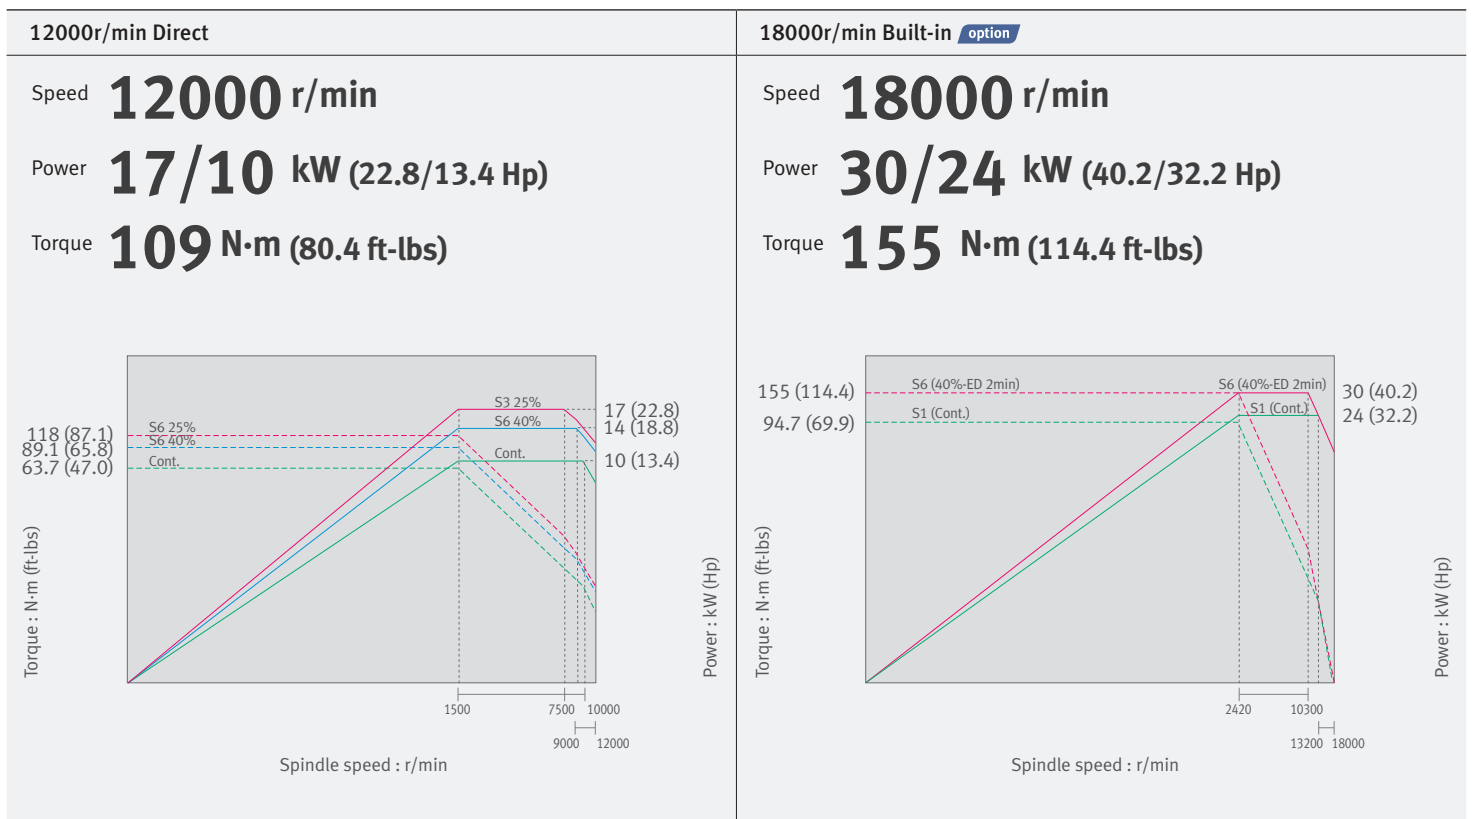 12000r/min Direct
Speed 12000 r/min
Power 17/10 kW (22.8/13.4 Hp)
Torque 109 N·m (80.4 ft-lbs)
S3 25%
17 (22.8)
S6 40%
14 (18.8)
S6 25%
118 (87.1)
S6 40%
89.1 (65.8)
Cont.
10 (13.4)
Cont.
63.7 (47.0)
Torque : N·m (ft-lbs)
Power : kW (Hp)
1500 7500 10000
9000 12000
Spindle speed : r/min
18000r/min Built-in option
Speed 18000 r/min
Power 30/24 kW (40.2/32.2 Hp)
Torque 155 N·m (114.4 ft-lbs)
155 (114.4)
S6 (40%-ED 2min)
S6 (40%-ED 2min)
30 (40.2)
94.7 (69.9)
S1 (Cont.)
S1 (Cont.)
24 (32.2)
Torque : N·m (ft-lbs)
Power : kW (Hp)
2420 10300
13200 18000
Spindle speed : r/min